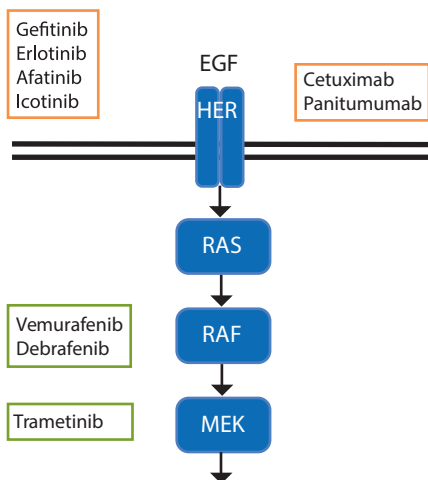 Gefitinib
Erlotinib
Afatinib
Icotinib
EGF
Cetuximab
Panitumumab
HER
RAS
Vemurafenib
Debrafenib
RAF
Trametinib
MEK